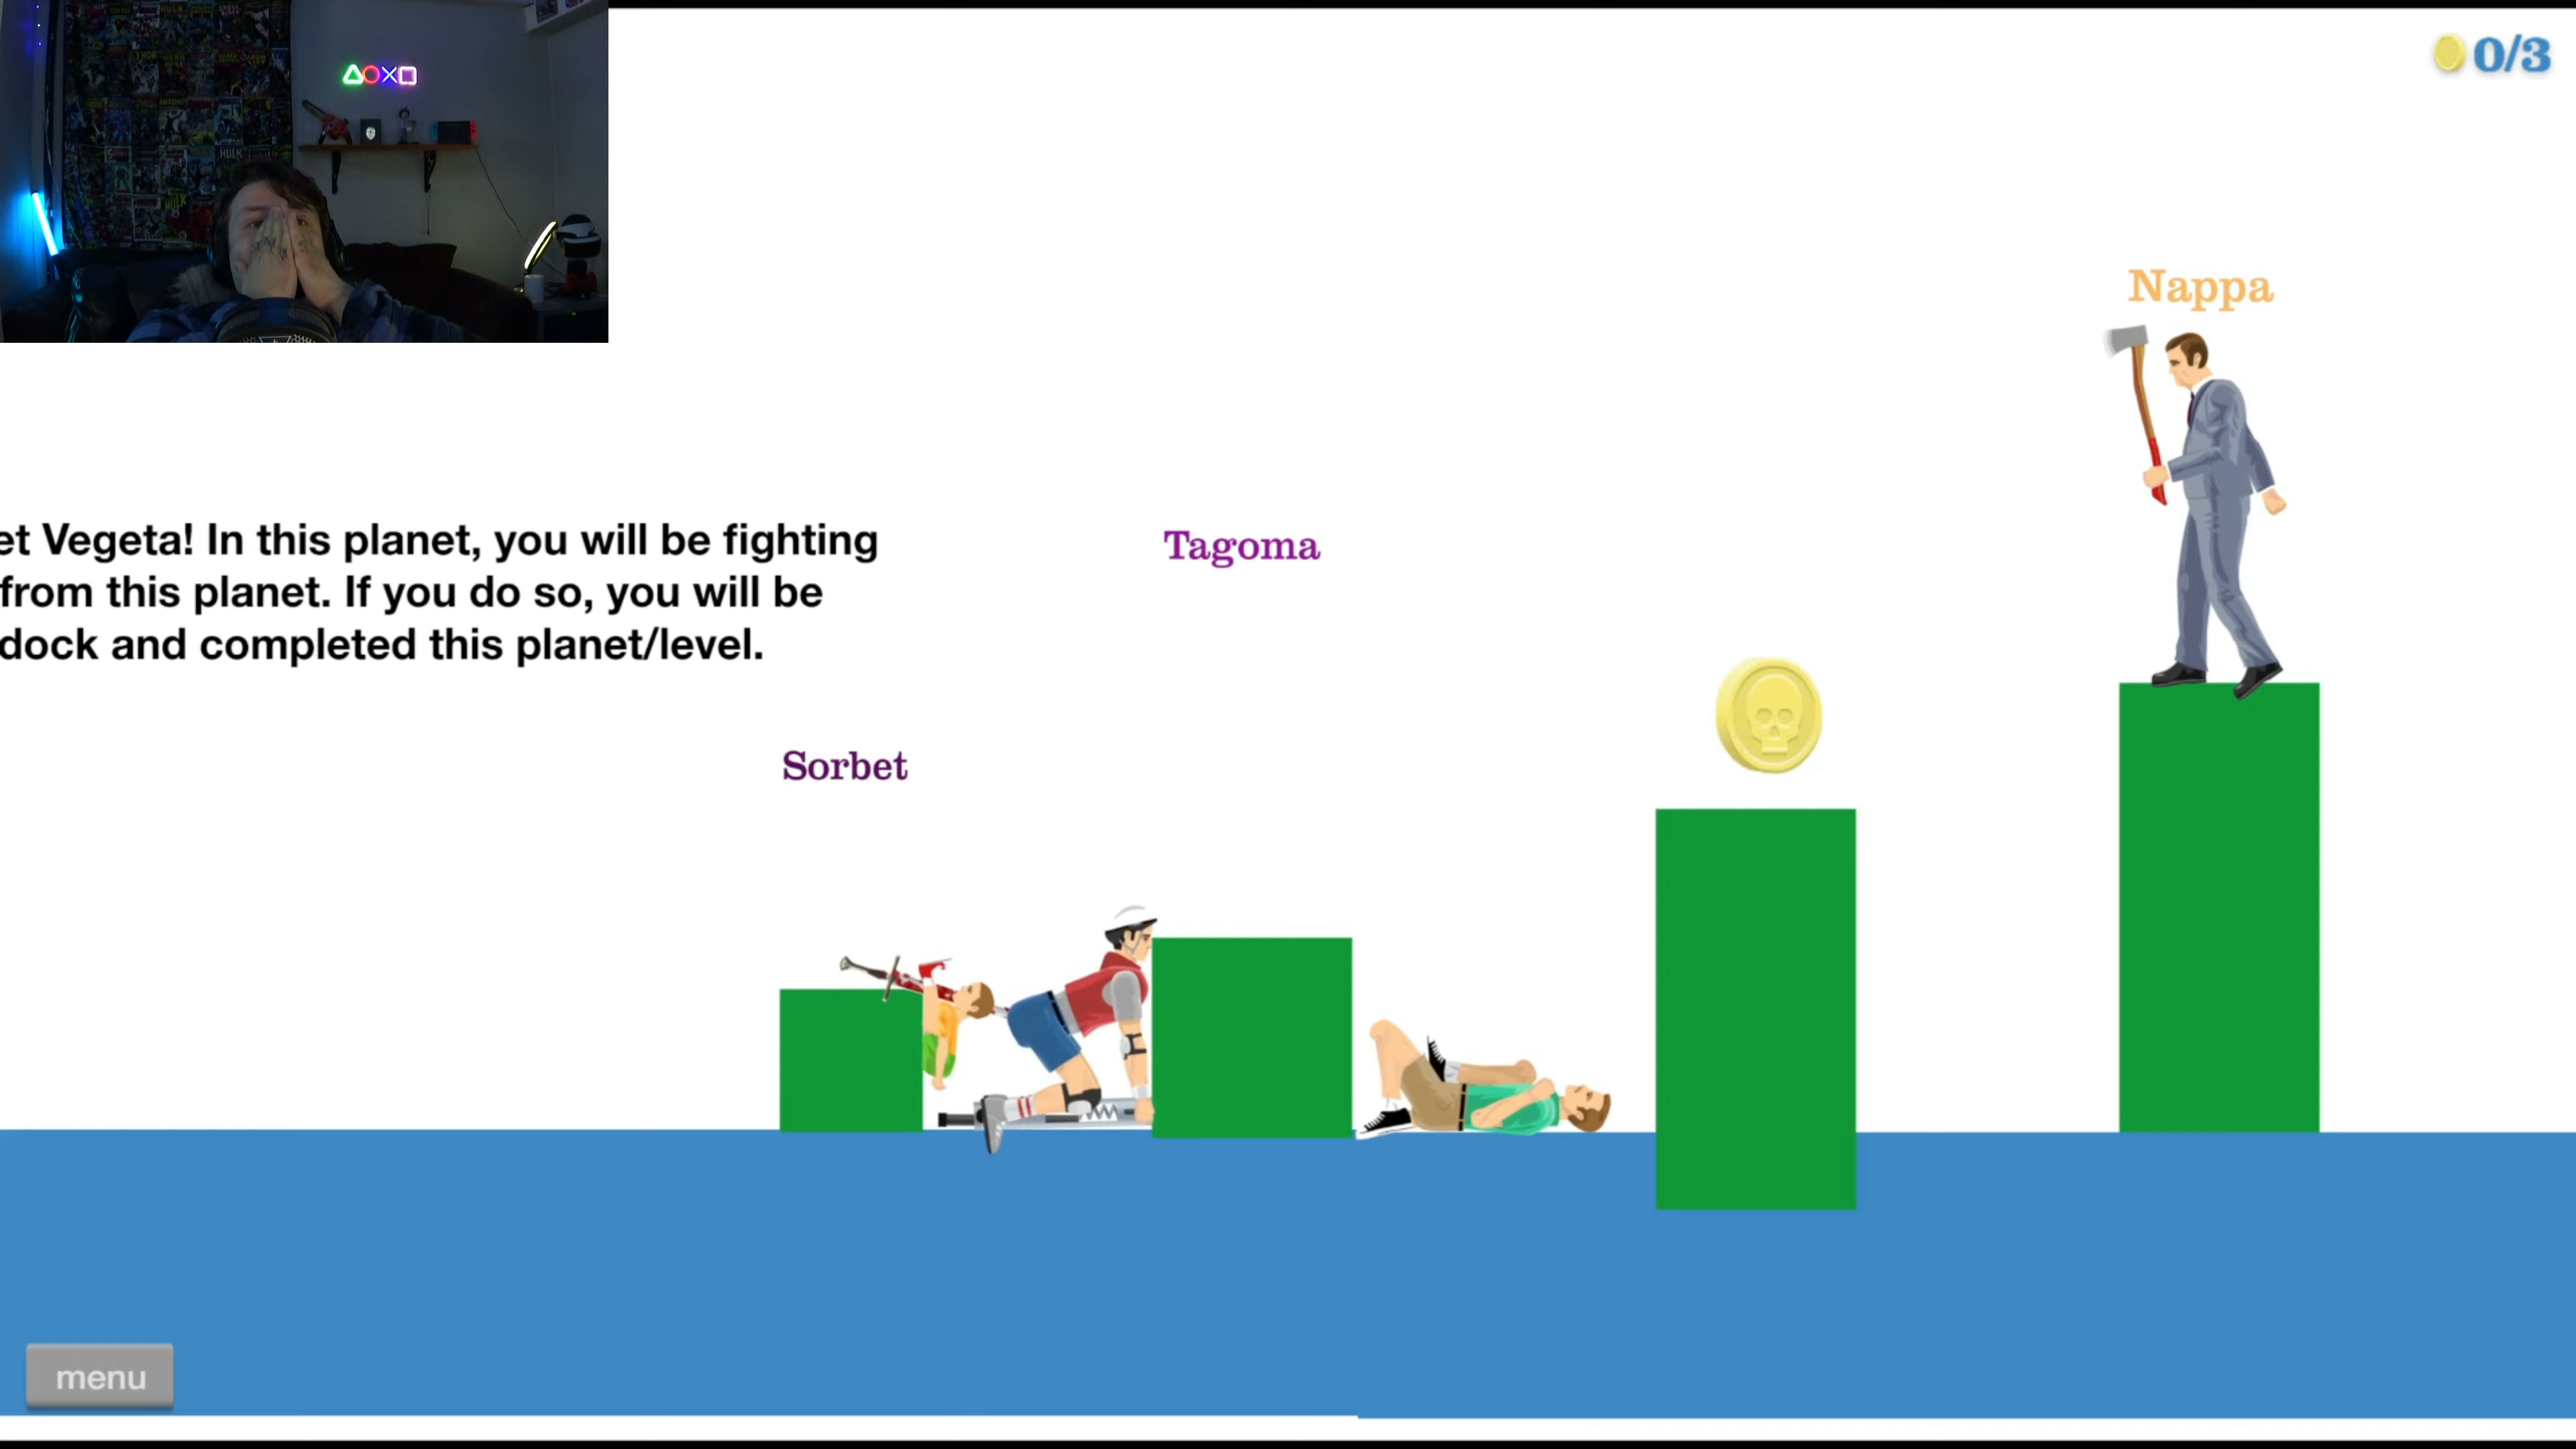 0/3
Nappa
et Vegeta! In this planet, you will be fighting
from this planet. If you do so, you will be
dock and completed this planet/level.
Tagoma
Sorbet
menu